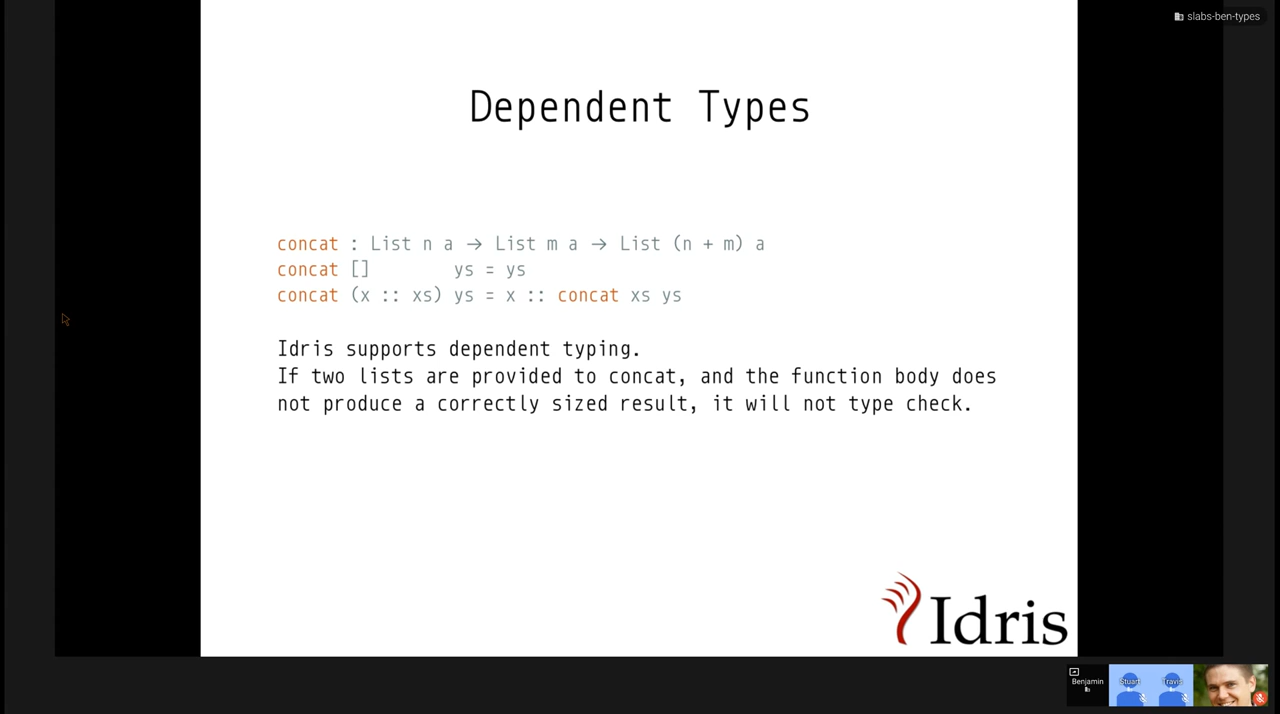 slabs-ben-types
Dependent Types
concat : List n a → List m a → List (n + m) a
concat [] ys = ys
concat (x :: xs) ys = x :: concat xs ys
Idris supports dependent typing.
If two lists are provided to concat, and the function body does
not produce a correctly sized result, it will not type check.
Idris
Benjamin
Stuart
Travis